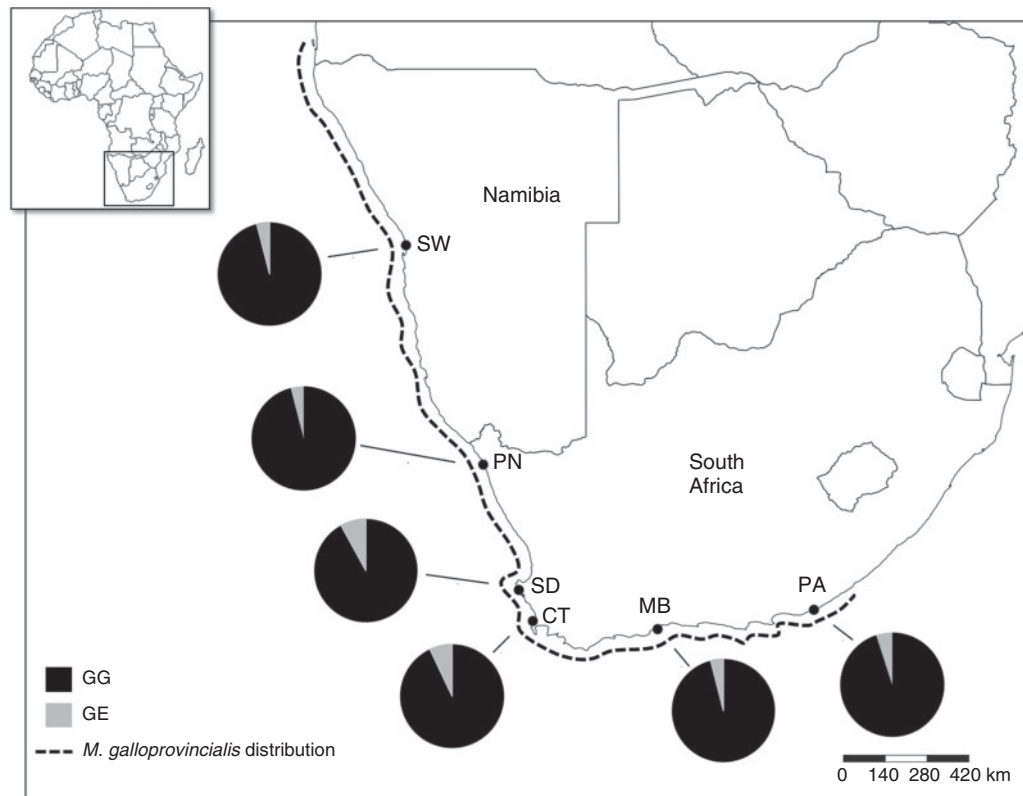 Namibia
SW
PN
South
Africa
SD
CT
MB
PA
GG
GE
M. galloprovincialis distribution
0 140 280 420 km